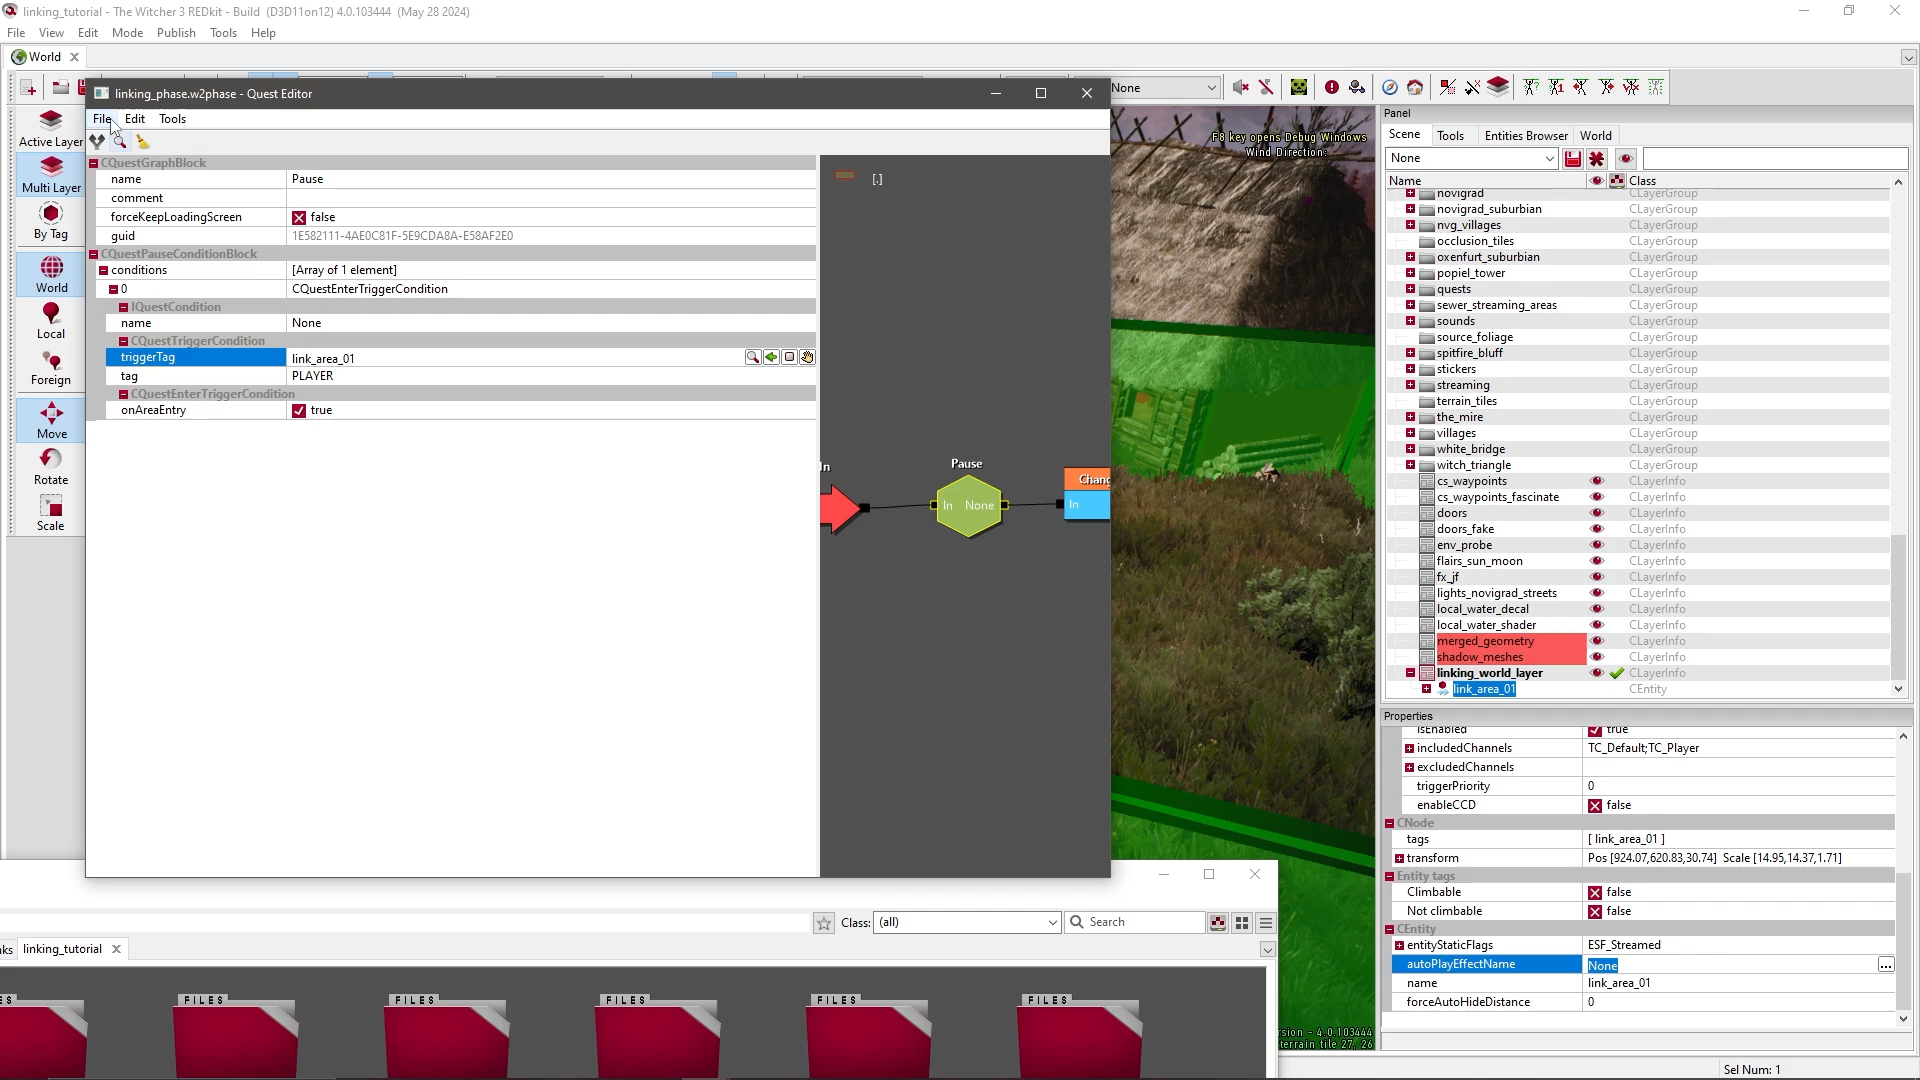 linking_tutorial - The Witcher 3 REDkit - Build  (D3D11on12) 4.0.103444  (May 28 2024)
File View Edit Mode Publish Tools Help
World
None
linking_phase.w2phase - Quest Editor
File Edit Tools
Active Layer
Multi Layer
By Tag
World
Local
Foreign
Move
Rotate
Scale
CQuestGraphBlock
name Pause
comment
forceKeepLoadingScreen false
guid 1E582111-4AE0C81F-5E9CDA8A-E58AF2E0
CQuestPauseConditionBlock
conditions [Array of 1 element]
0 CQuestEnterTriggerCondition
IQuestCondition
name None
CQuestTriggerCondition
triggerTag link_area_01
tag PLAYER
CQuestEnterTriggerCondition
onAreaEntry true
[.]
In
Pause
In None
Chang
In
F8 key opens Debug Windows
Wind Direction:
rsion - 4.0.103444
terrain tile 27, 26
Panel
Scene Tools Entities Browser World
None
Name Class
novigrad CLayerGroup
novigrad_suburbian CLayerGroup
nvg_villages CLayerGroup
occlusion_tiles CLayerGroup
oxenfurt_suburbian CLayerGroup
popiel_tower CLayerGroup
quests CLayerGroup
sewer_streaming_areas CLayerGroup
sounds CLayerGroup
source_foliage CLayerGroup
spitfire_bluff CLayerGroup
stickers CLayerGroup
streaming CLayerGroup
terrain_tiles CLayerGroup
the_mire CLayerGroup
villages CLayerGroup
white_bridge CLayerGroup
witch_triangle CLayerGroup
cs_waypoints CLayerInfo
cs_waypoints_fascinate CLayerInfo
doors CLayerInfo
doors_fake CLayerInfo
env_probe CLayerInfo
flairs_sun_moon CLayerInfo
fx_jf CLayerInfo
lights_novigrad_streets CLayerInfo
local_water_decal CLayerInfo
local_water_shader CLayerInfo
merged_geometry CLayerInfo
shadow_meshes CLayerInfo
linking_world_layer CLayerInfo
link_area_01 CEntity
Properties
isEnabled true
includedChannels TC_Default;TC_Player
excludedChannels
triggerPriority 0
enableCCD false
CNode
tags [ link_area_01 ]
transform Pos [924.07,620.83,30.74]  Scale [14.95,14.37,1.71]
Entity tags
Climbable false
Not climbable false
CEntity
entityStaticFlags ESF_Streamed
autoPlayEffectName None ...
name link_area_01
forceAutoHideDistance 0
Sel Num: 1
Class: (all) Search
ks linking_tutorial
ES FILES FILES FILES FILES FILES